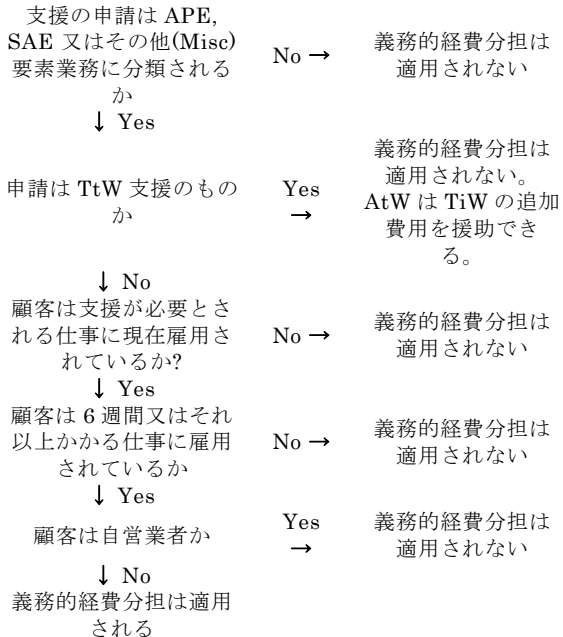 支援の申請は APE,
SAE 又はその他(Misc)
要素業務に分類される
か
No →
義務的経費分担は
適用されない
↓ Yes
申請は TtW 支援のもの
か
Yes
→
義務的経費分担は
適用されない。
AtW は TiW の追加
費用を援助でき
る。
↓ No
顧客は支援が必要とさ
れる仕事に現在雇用さ
れているか?
No →
義務的経費分担は
適用されない
↓ Yes
顧客は 6 週間又はそれ
以上かかる仕事に雇用
されているか
No →
義務的経費分担は
適用されない
↓ Yes
顧客は自営業者か
Yes
→
義務的経費分担は
適用されない
↓ No
義務的経費分担は適用
される